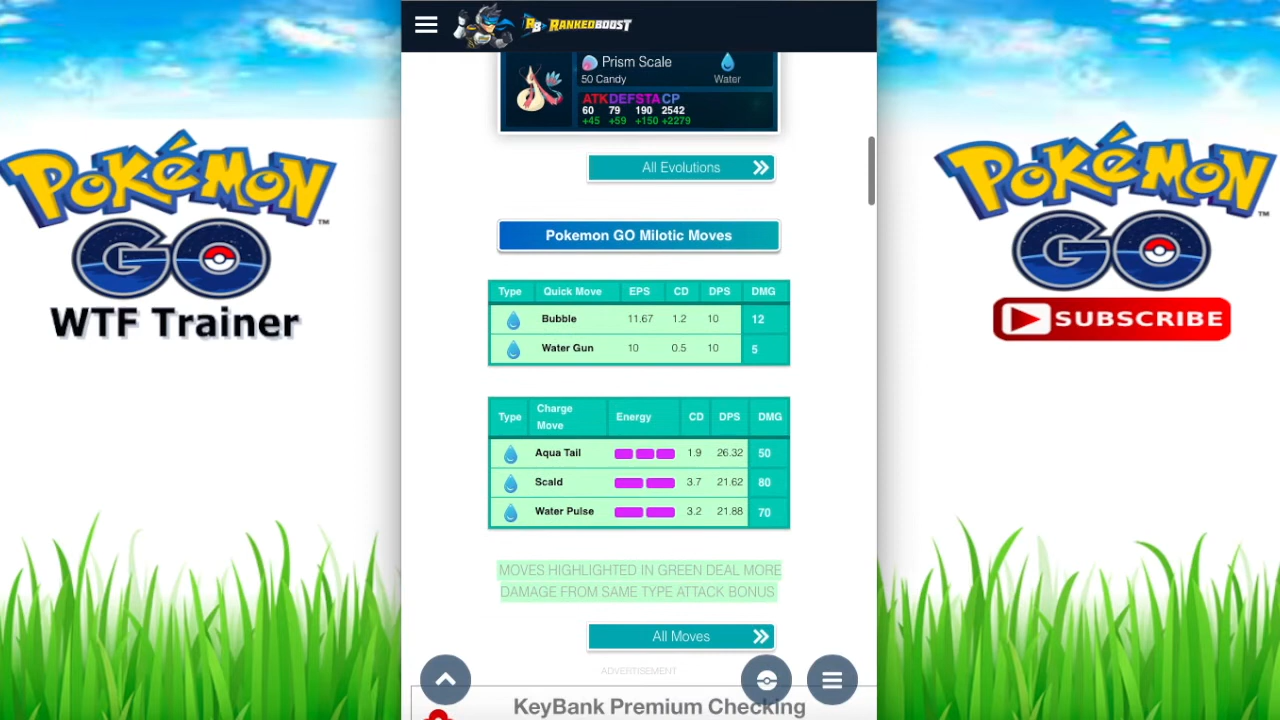 RB RANKEDBOOST
Prism Scale
50 Candy
Water
ATK DEF STA CP
60 79 190 2542
+45 +59 +150 +2279
All Evolutions
POKéMON
GO
TM
WTF Trainer
POKéMON
GO
TM
SUBSCRIBE
Pokemon GO Milotic Moves
Type Quick Move EPS CD DPS DMG
Bubble 11.67 1.2 10 12
Water Gun 10 0.5 10 5
Type Charge Move Energy CD DPS DMG
Aqua Tail 1.9 26.32 50
Scald 3.7 21.62 80
Water Pulse 3.2 21.88 70
MOVES HIGHLIGHTED IN GREEN DEAL MORE
DAMAGE FROM SAME TYPE ATTACK BONUS
All Moves
ADVERTISEMENT
KeyBank Premium Checking